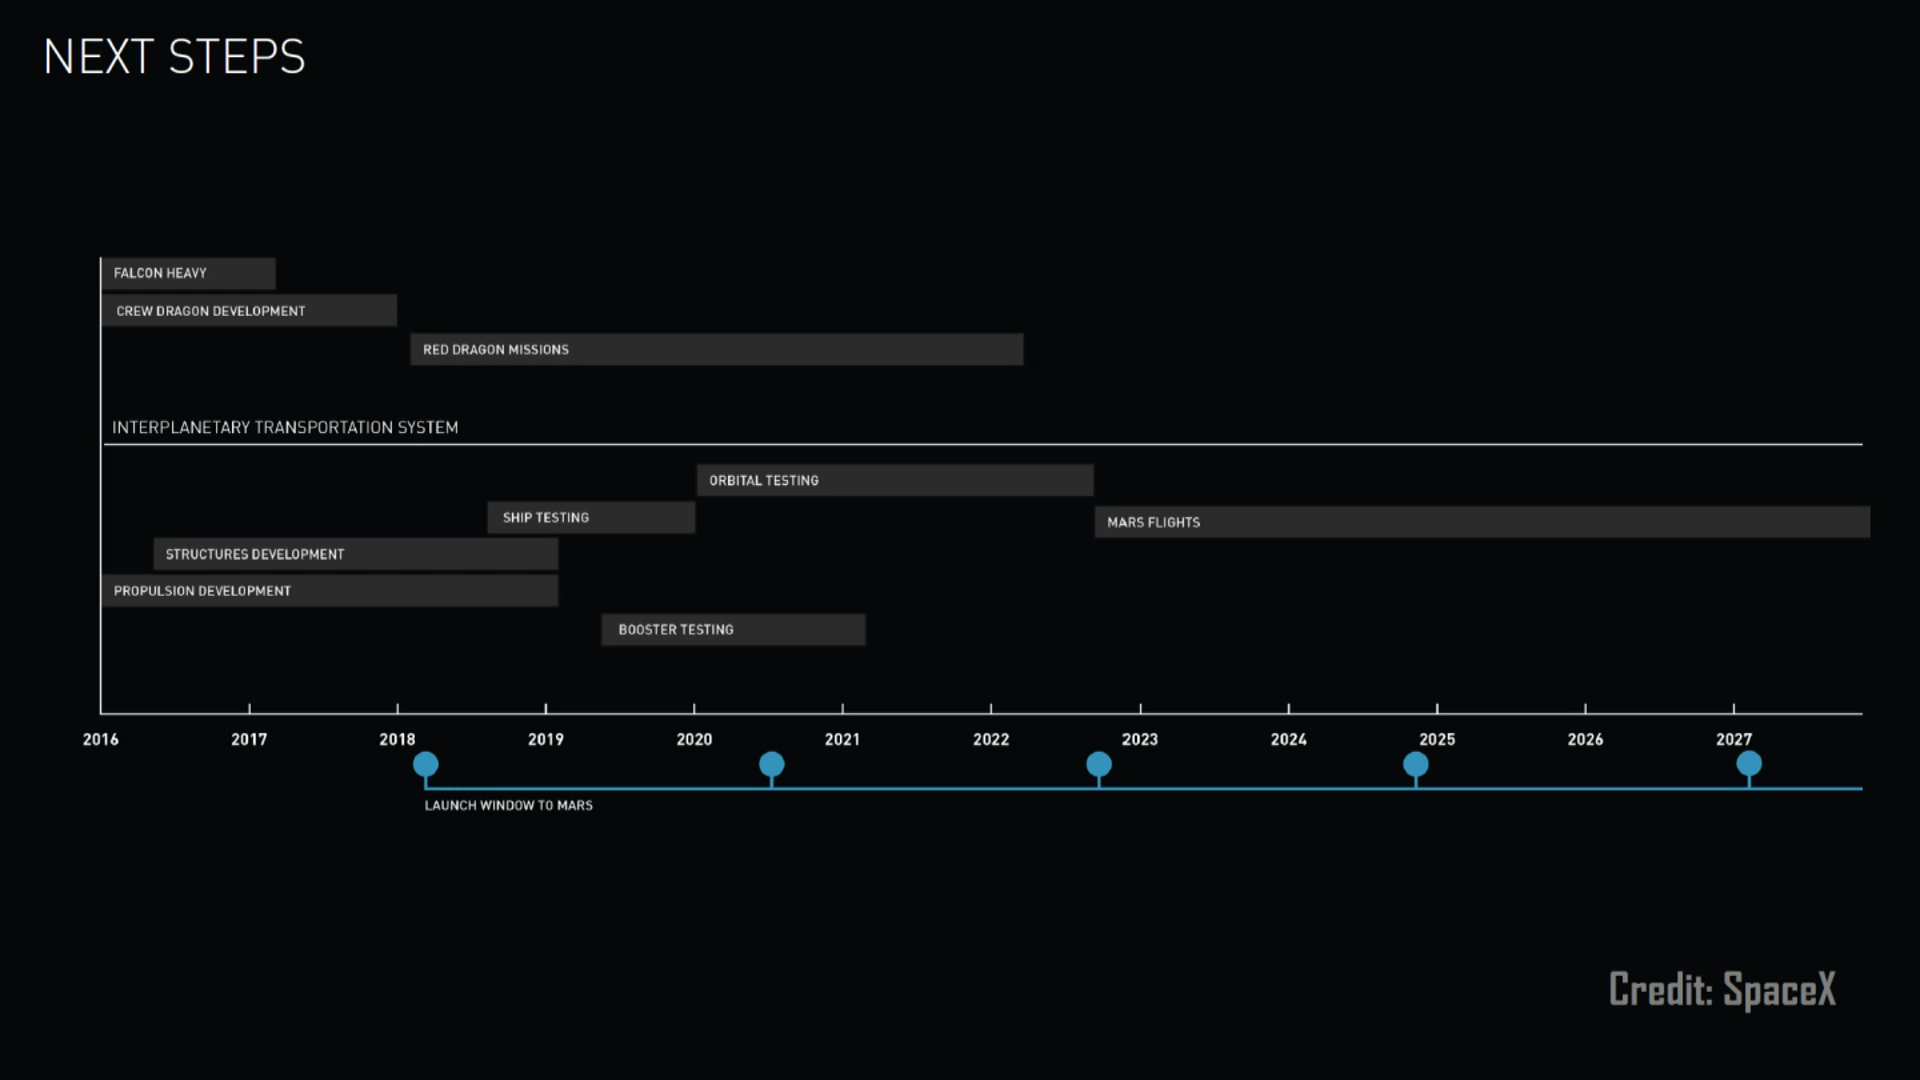 NEXT STEPS
FALCON HEAVY
CREW DRAGON DEVELOPMENT
RED DRAGON MISSIONS
INTERPLANETARY TRANSPORTATION SYSTEM
ORBITAL TESTING
SHIP TESTING
MARS FLIGHTS
STRUCTURES DEVELOPMENT
PROPULSION DEVELOPMENT
BOOSTER TESTING
2016 2017 2018 2019 2020 2021 2022 2023 2024 2025 2026 2027
LAUNCH WINDOW TO MARS
Credit: SpaceX